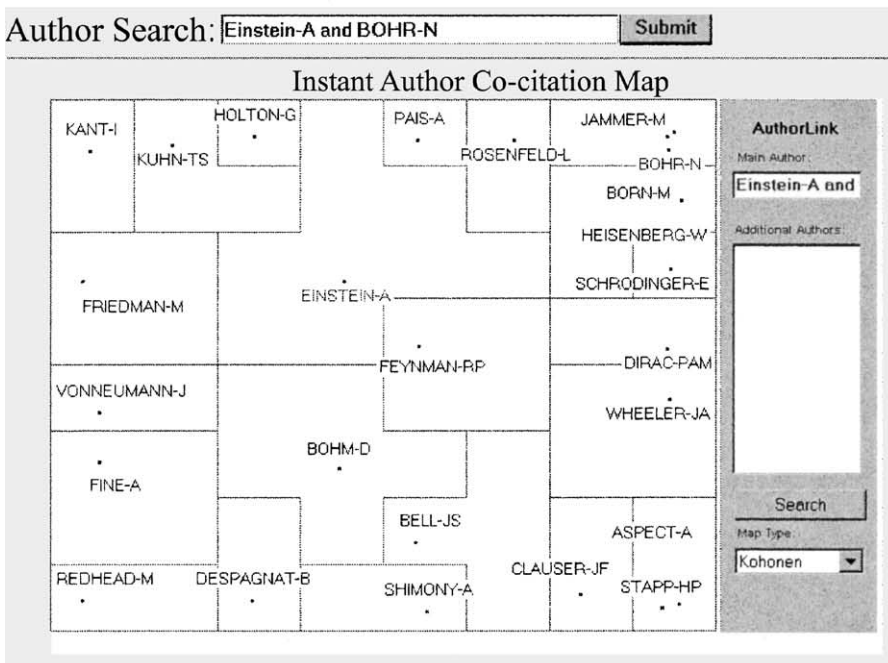 Author Search: Einstein-A and BOHR-N Submit
Instant Author Co-citation Map
KANT-I
KUHN-TS
HOLTON-G
PAIS-A
ROSENFELD-L
JAMMER-M
BOHR-N
BORN-M
HEISENBERG-W
SCHRODINGER-E
FRIEDMAN-M
EINSTEIN-A
FEYNMAN-RP
DIRAC-PAM
VONNEUMANN-J
WHEELER-JA
BOHM-D
FINE-A
BELL-JS
ASPECT-A
REDHEAD-M
DESPAGNAT-B
SHIMONY-A
CLAUSER-JF
STAPP-HP
AuthorLink
Main Author:
Einstein-A and
Additional Authors:
Search
Map Type:
Kohonen